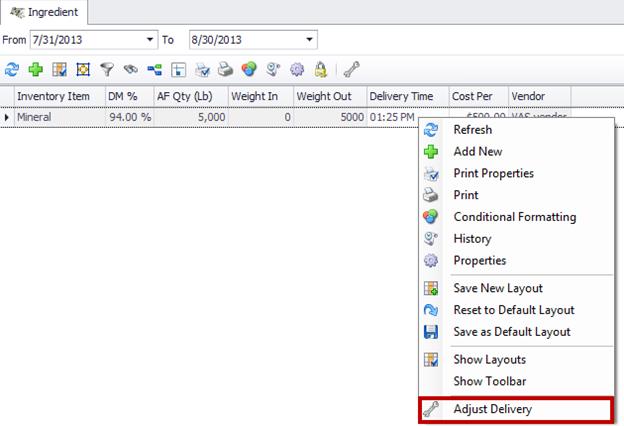 Ingredient
From 7/31/2013 To 8/30/2013
Inventory Item DM % AF Qty (Lb) Weight In Weight Out Delivery Time Cost Per Vendor
Mineral 94.00 % 5,000 0 5000 01:25 PM $500.00 VAS vendor
Refresh
Add New
Print Properties
Print
Conditional Formatting
History
Properties
Save New Layout
Reset to Default Layout
Save as Default Layout
Show Layouts
Show Toolbar
Adjust Delivery